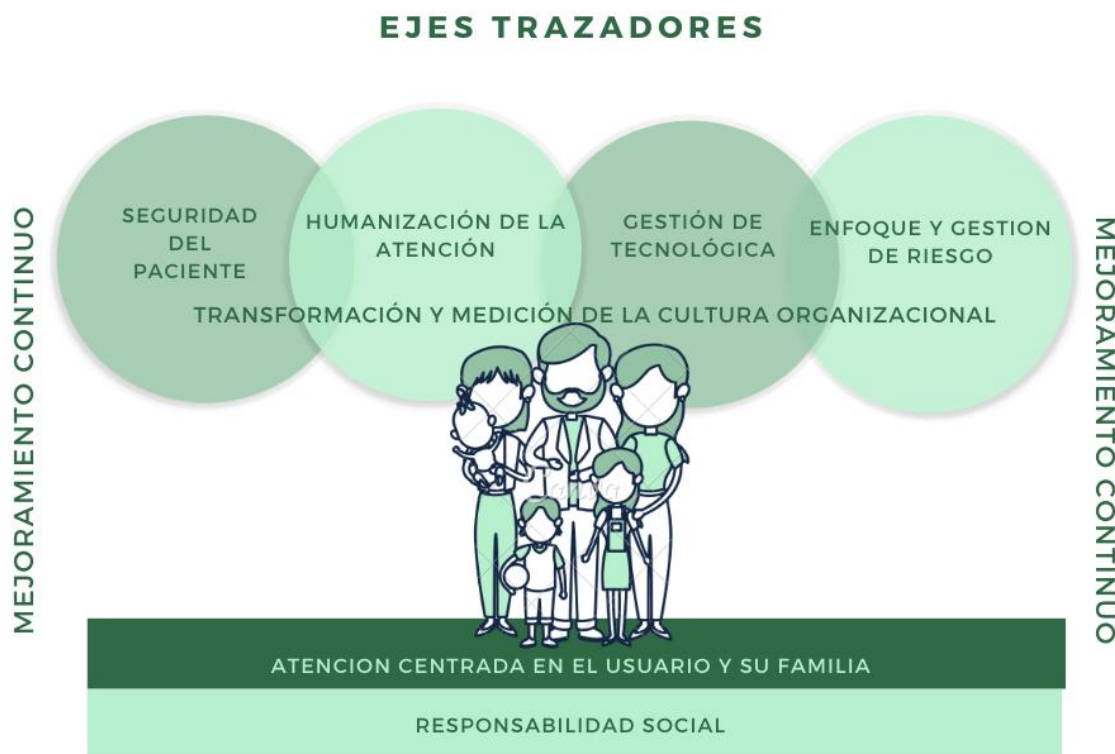 EJES TRAZADORES
MEJORAMIENTO CONTINUO
SEGURIDAD
DEL
PACIENTE
HUMANIZACIÓN DE LA
ATENCIÓN
GESTIÓN DE
TECNOLÓGICA
ENFOQUE Y GESTION
DE RIESGO
TRANSFORMACIÓN Y MEDICIÓN DE LA CULTURA ORGANIZACIONAL
MEJORAMIENTO CONTINUO
Canva
ATENCION CENTRADA EN EL USUARIO Y SU FAMILIA
RESPONSABILIDAD SOCIAL